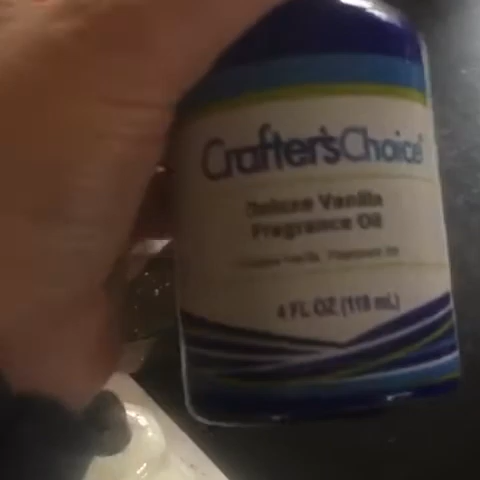 Crafter's Choice
Deluxe Vanilla
Fragrance Oil
4 FL OZ (118 mL)